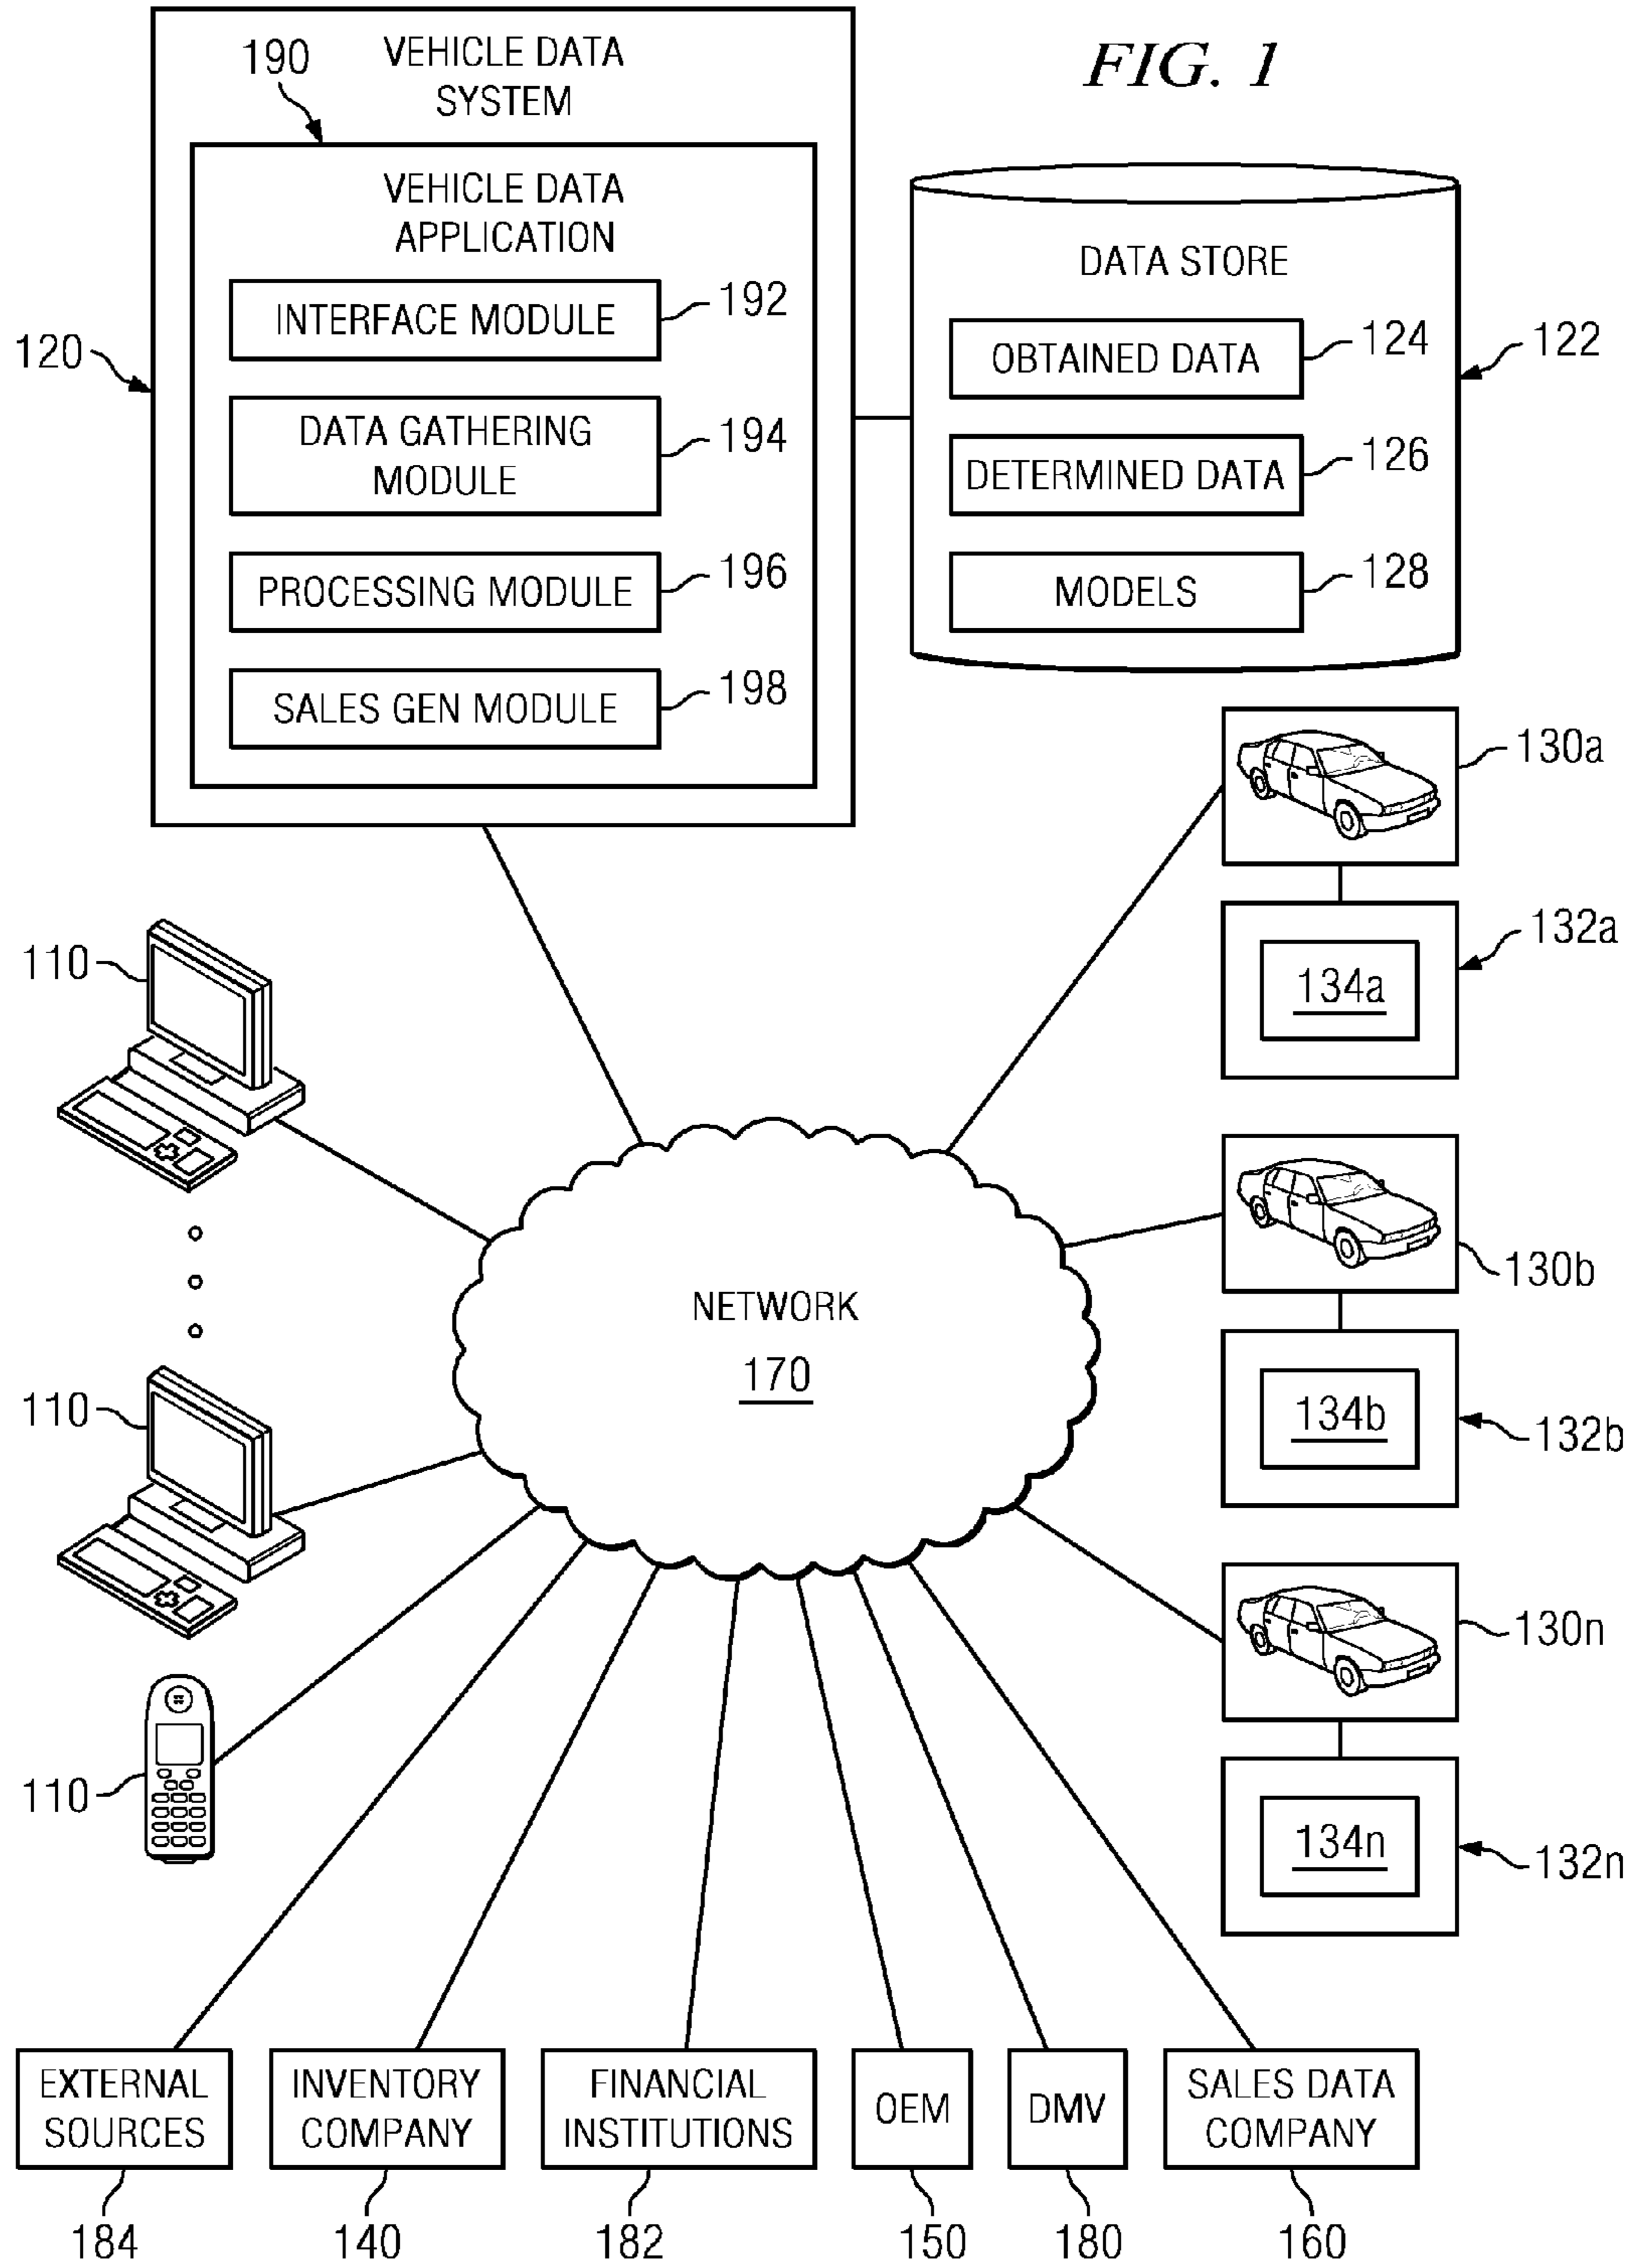 FIG. 1
190
VEHICLE DATA
SYSTEM
VEHICLE DATA
APPLICATION
INTERFACE MODULE
192
DATA GATHERING
MODULE
194
PROCESSING MODULE
196
SALES GEN MODULE
198
120
DATA STORE
OBTAINED DATA
124
DETERMINED DATA
126
MODELS
128
122
130a
132a
134a
110
130b
NETWORK
170
110
134b
132b
130n
110
134n
132n
EXTERNAL
SOURCES
INVENTORY
COMPANY
FINANCIAL
INSTITUTIONS
OEM
DMV
SALES DATA
COMPANY
184
140
182
150
180
160